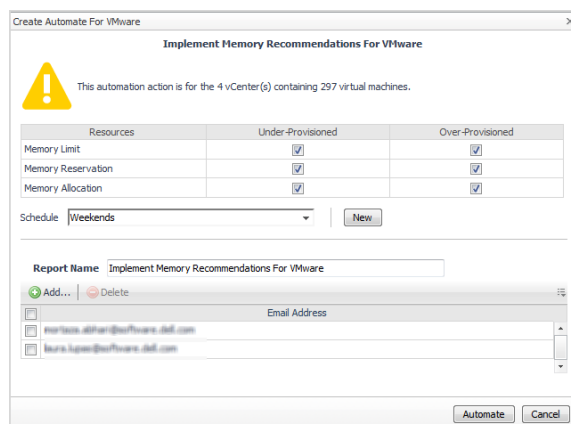 Create Automate For VMware
Implement Memory Recommendations For VMware
This automation action is for the 4 vCenter(s) containing 297 virtual machines.
Resources Under-Provisioned Over-Provisioned
Memory Limit
Memory Reservation
Memory Allocation
Schedule Weekends New
Report Name Implement Memory Recommendations For VMware
Add... Delete
Email Address
Automate Cancel